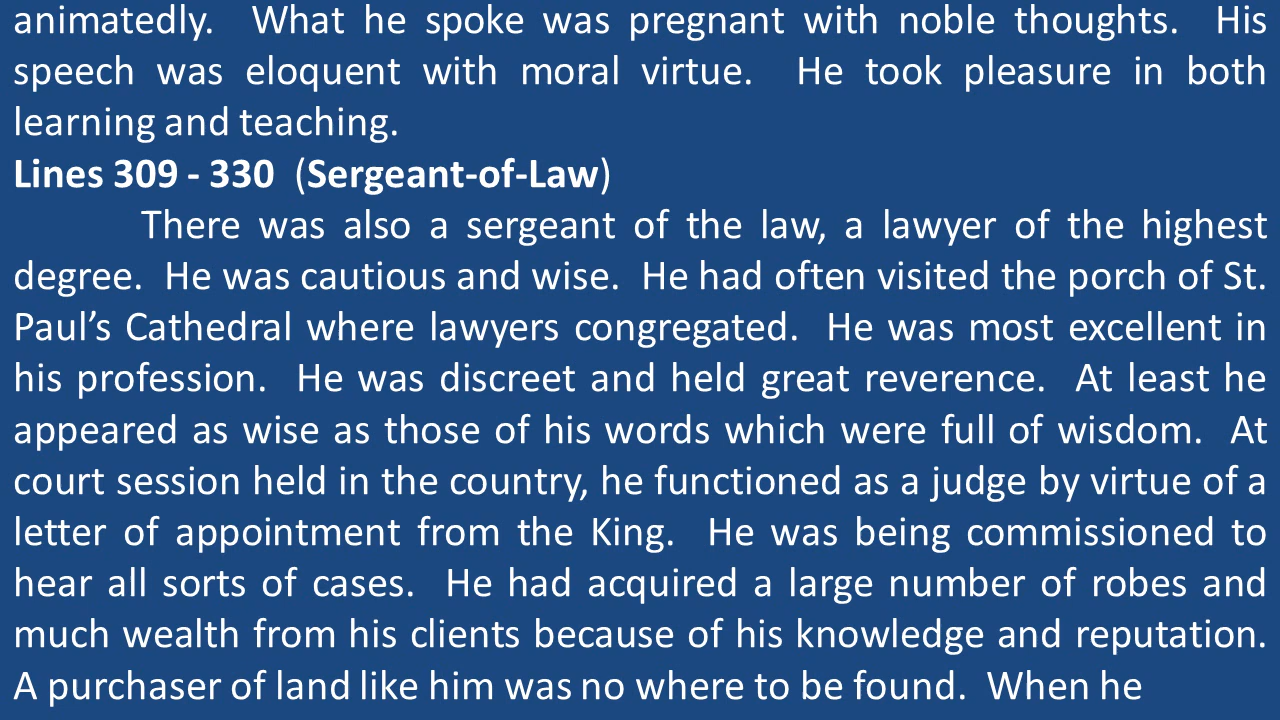 animatedly. What he spoke was pregnant with noble thoughts. His
speech was eloquent with moral virtue. He took pleasure in both
learning and teaching.
Lines 309 - 330 (Sergeant-of-Law)
There was also a sergeant of the law, a lawyer of the highest
degree. He was cautious and wise. He had often visited the porch of St.
Paul’s Cathedral where lawyers congregated. He was most excellent in
his profession. He was discreet and held great reverence. At least he
appeared as wise as those of his words which were full of wisdom. At
court session held in the country, he functioned as a judge by virtue of a
letter of appointment from the King. He was being commissioned to
hear all sorts of cases. He had acquired a large number of robes and
much wealth from his clients because of his knowledge and reputation.
A purchaser of land like him was no where to be found. When he